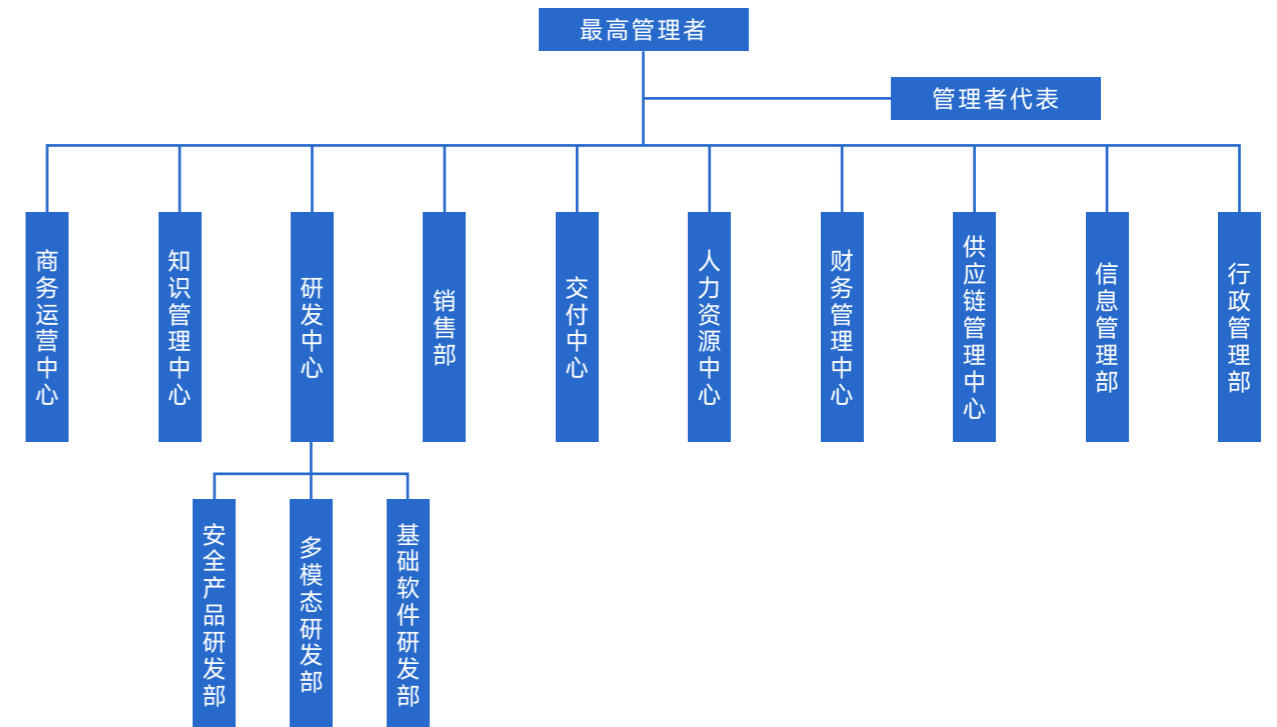 最高管理者
管理者代表
商务运营中心
知识管理中心
研发中心
销售部
交付中心
人力资源中心
财务管理中心
供应链管理中心
信息管理部
行政管理部
安全产品研发部
多模态研发部
基础软件研发部